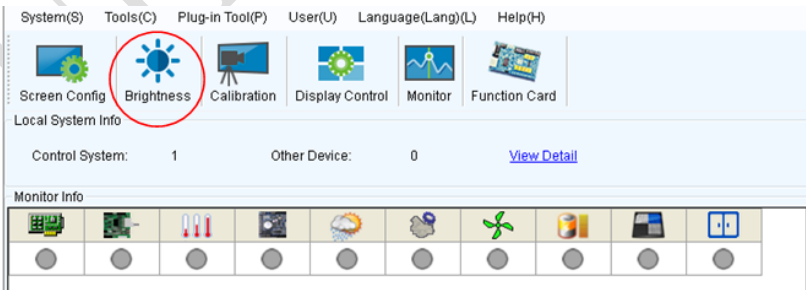 System(S) Tools(C) Plug-in Tool(P) User(U) Language(Lang)(L) Help(H)
Screen Config Brightness Calibration Display Control Monitor Function Card
Local System Info
Control System: 1 Other Device: 0 View Detail
Monitor Info